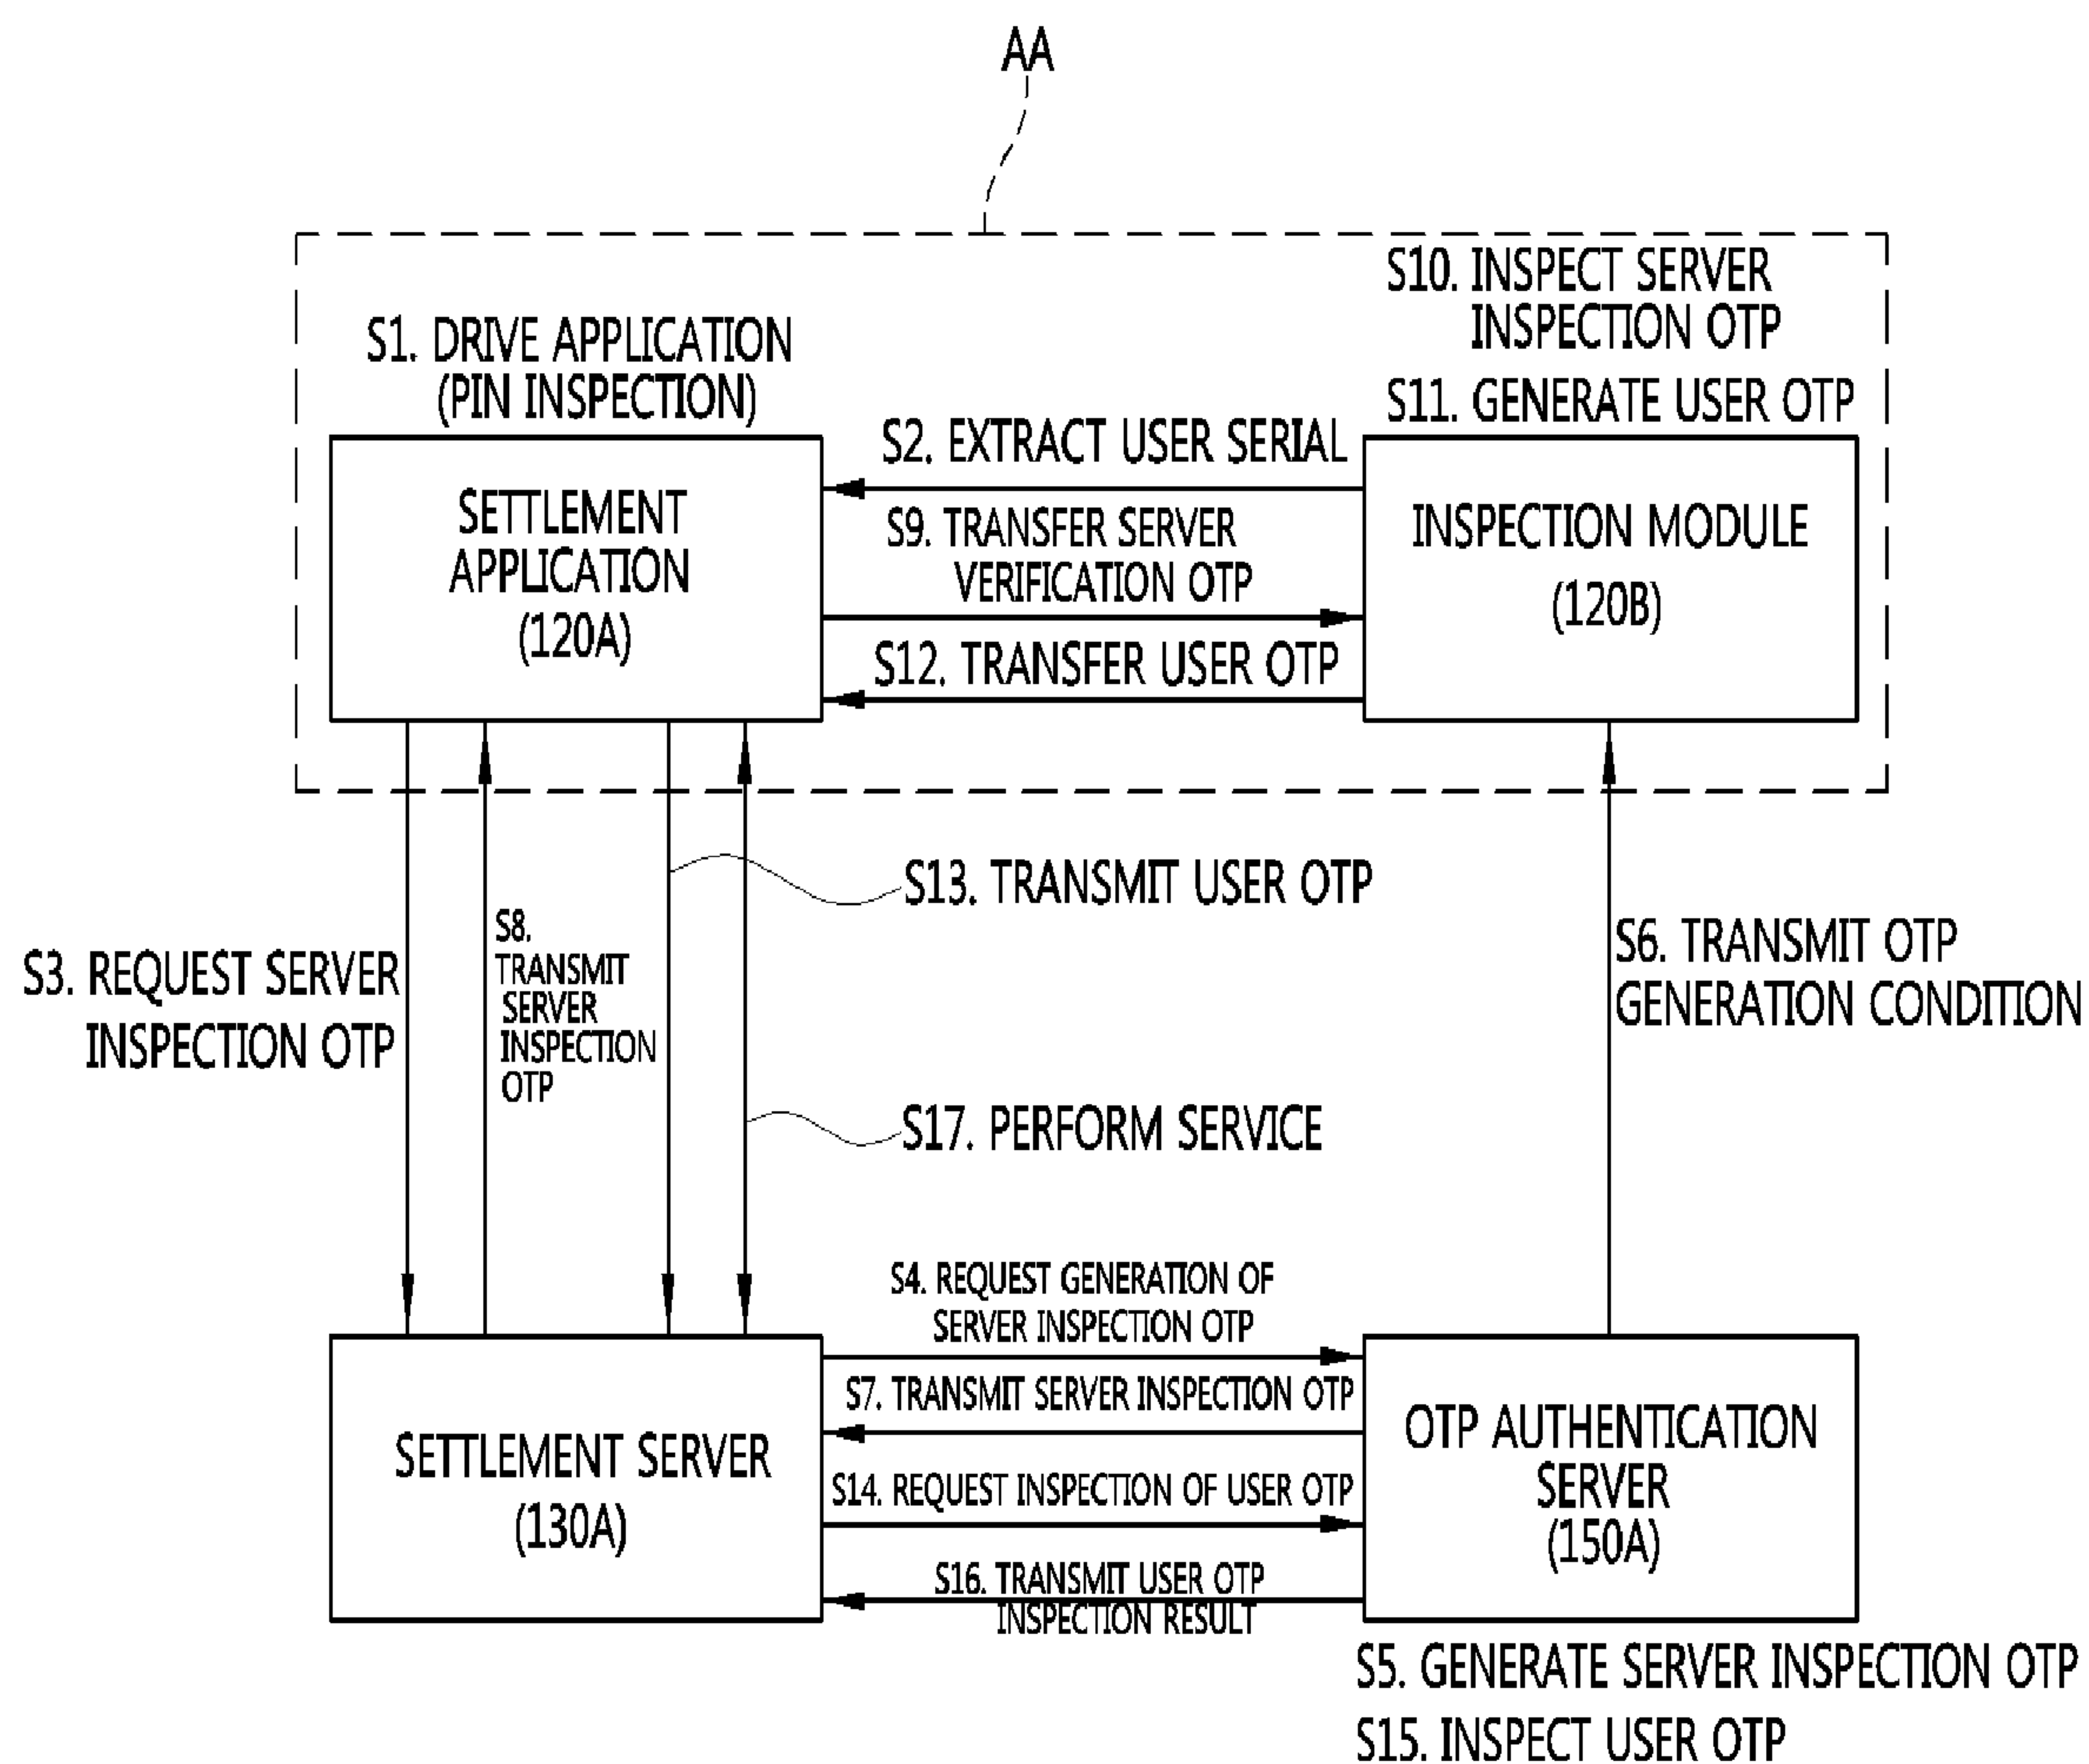 AA
S10. INSPECT SERVER
INSPECTION OTP
S11. GENERATE USER OTP
S1. DRIVE APPLICATION
(PIN INSPECTION)
S2. EXTRACT USER SERIAL
SETTLEMENT
APPLICATION
(120A)
S9. TRANSFER SERVER
VERIFICATION OTP
INSPECTION MODULE
(120B)
S12. TRANSFER USER OTP
S13. TRANSMIT USER OTP
S3. REQUEST SERVER
INSPECTION OTP
S8.
TRANSMIT
SERVER
INSPECTION
OTP
S6. TRANSMIT OTP
GENERATION CONDITION
S17. PERFORM SERVICE
S4. REQUEST GENERATION OF
SERVER INSPECTION OTP
S7. TRANSMIT SERVER INSPECTION OTP
SETTLEMENT SERVER
(130A)
S14. REQUEST INSPECTION OF USER OTP
OTP AUTHENTICATION
SERVER
(150A)
S16. TRANSMIT USER OTP
INSPECTION RESULT
S5. GENERATE SERVER INSPECTION OTP
S15. INSPECT USER OTP